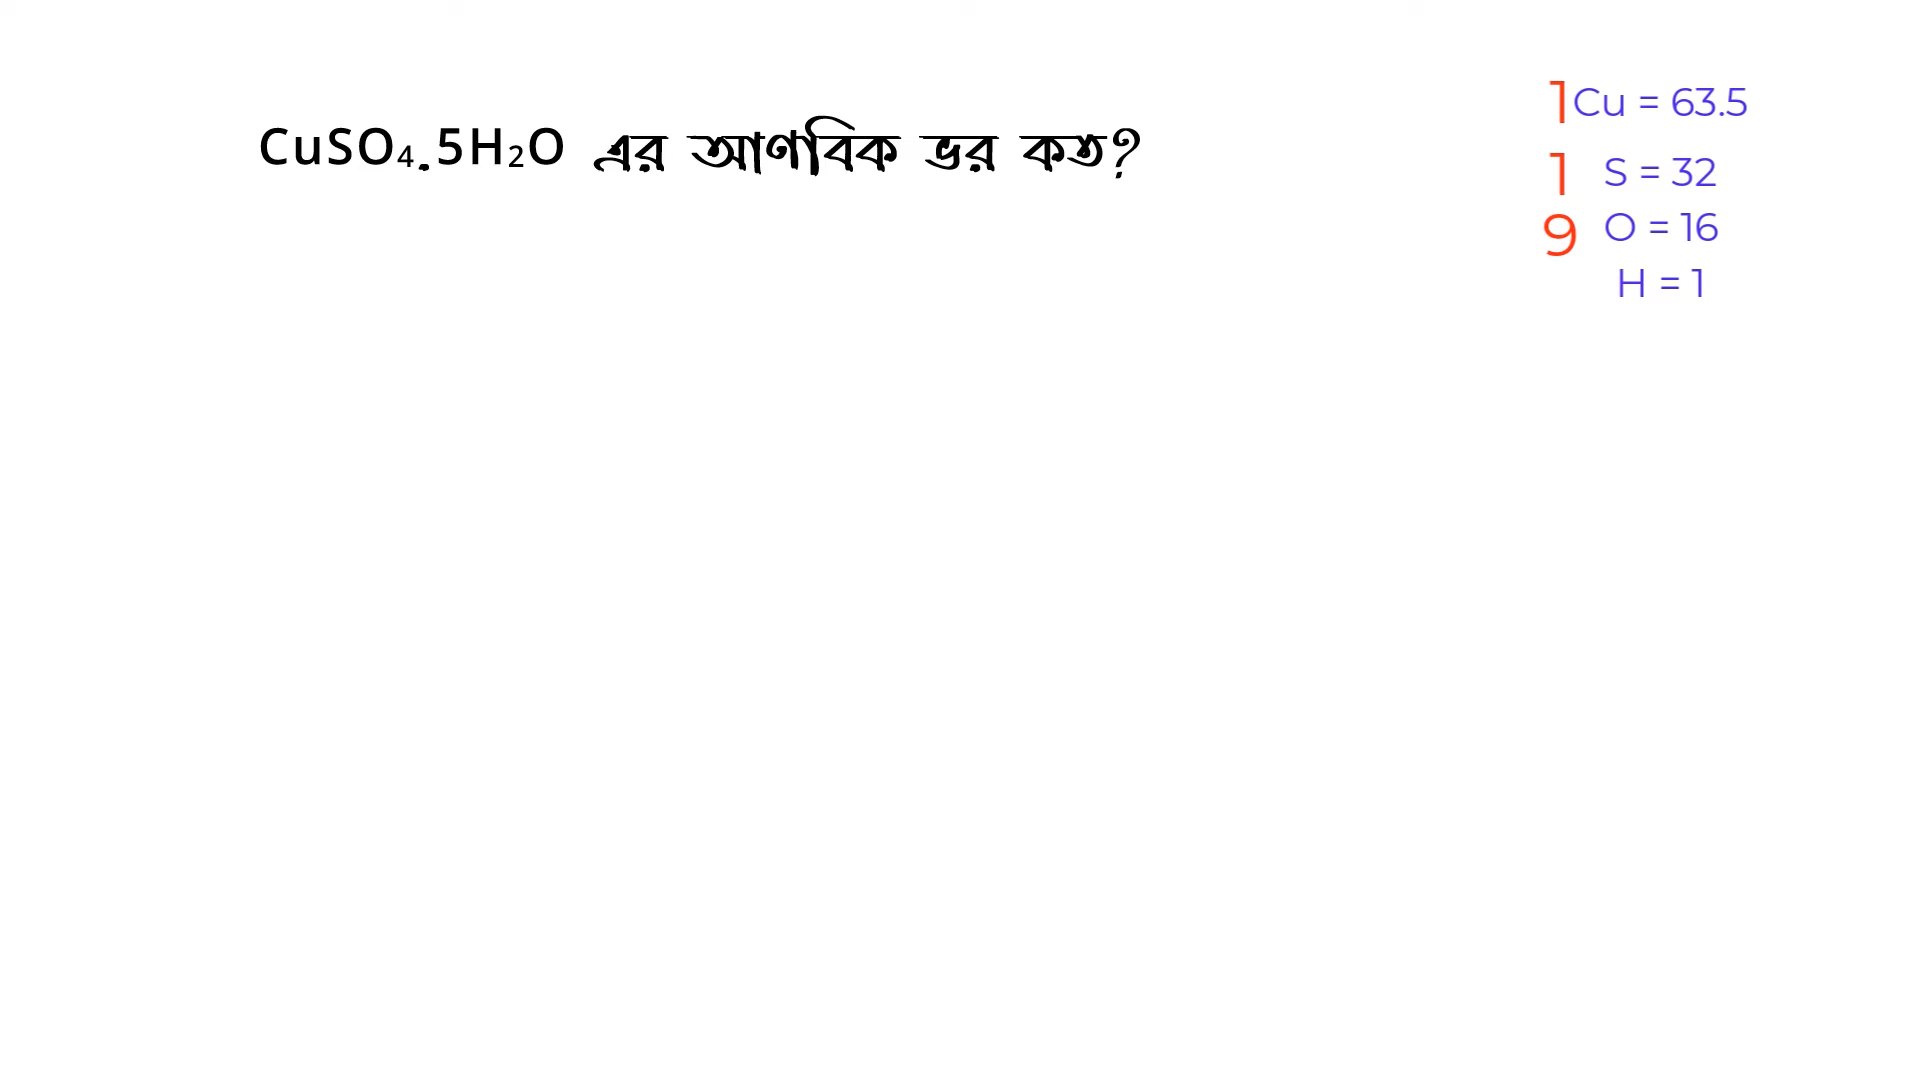 CuSO₄.5H₂O এর আণবিক ভর কত?
1 Cu = 63.5
1 S = 32
9 O = 16
H = 1